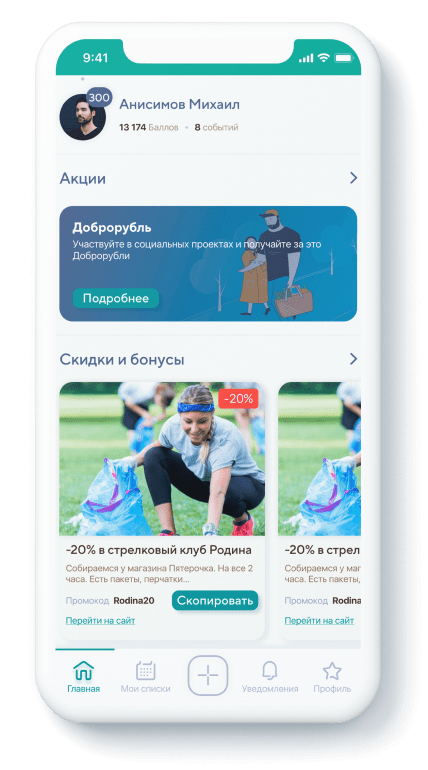 9:41
300
Анисимов Михаил
13 174 Баллов • 8 событий
Акции
Доброрубль
Участвуйте в социальных проектах и получайте за это
Доброрубли
Подробнее
Скидки и бонусы
-20%
-20% в стрелковый клуб Родина
Собираемся у магазина Пятерочка. На все 2
часа. Есть пакеты, перчатки...
Промокод Rodina20
Скопировать
Перейти на сайт
-20% в стрел
Собираемся у маг
часа. Есть пакеты,
Промокод Rodina
Перейти на сайт
Главная
Мои списки
Уведомления
Профиль